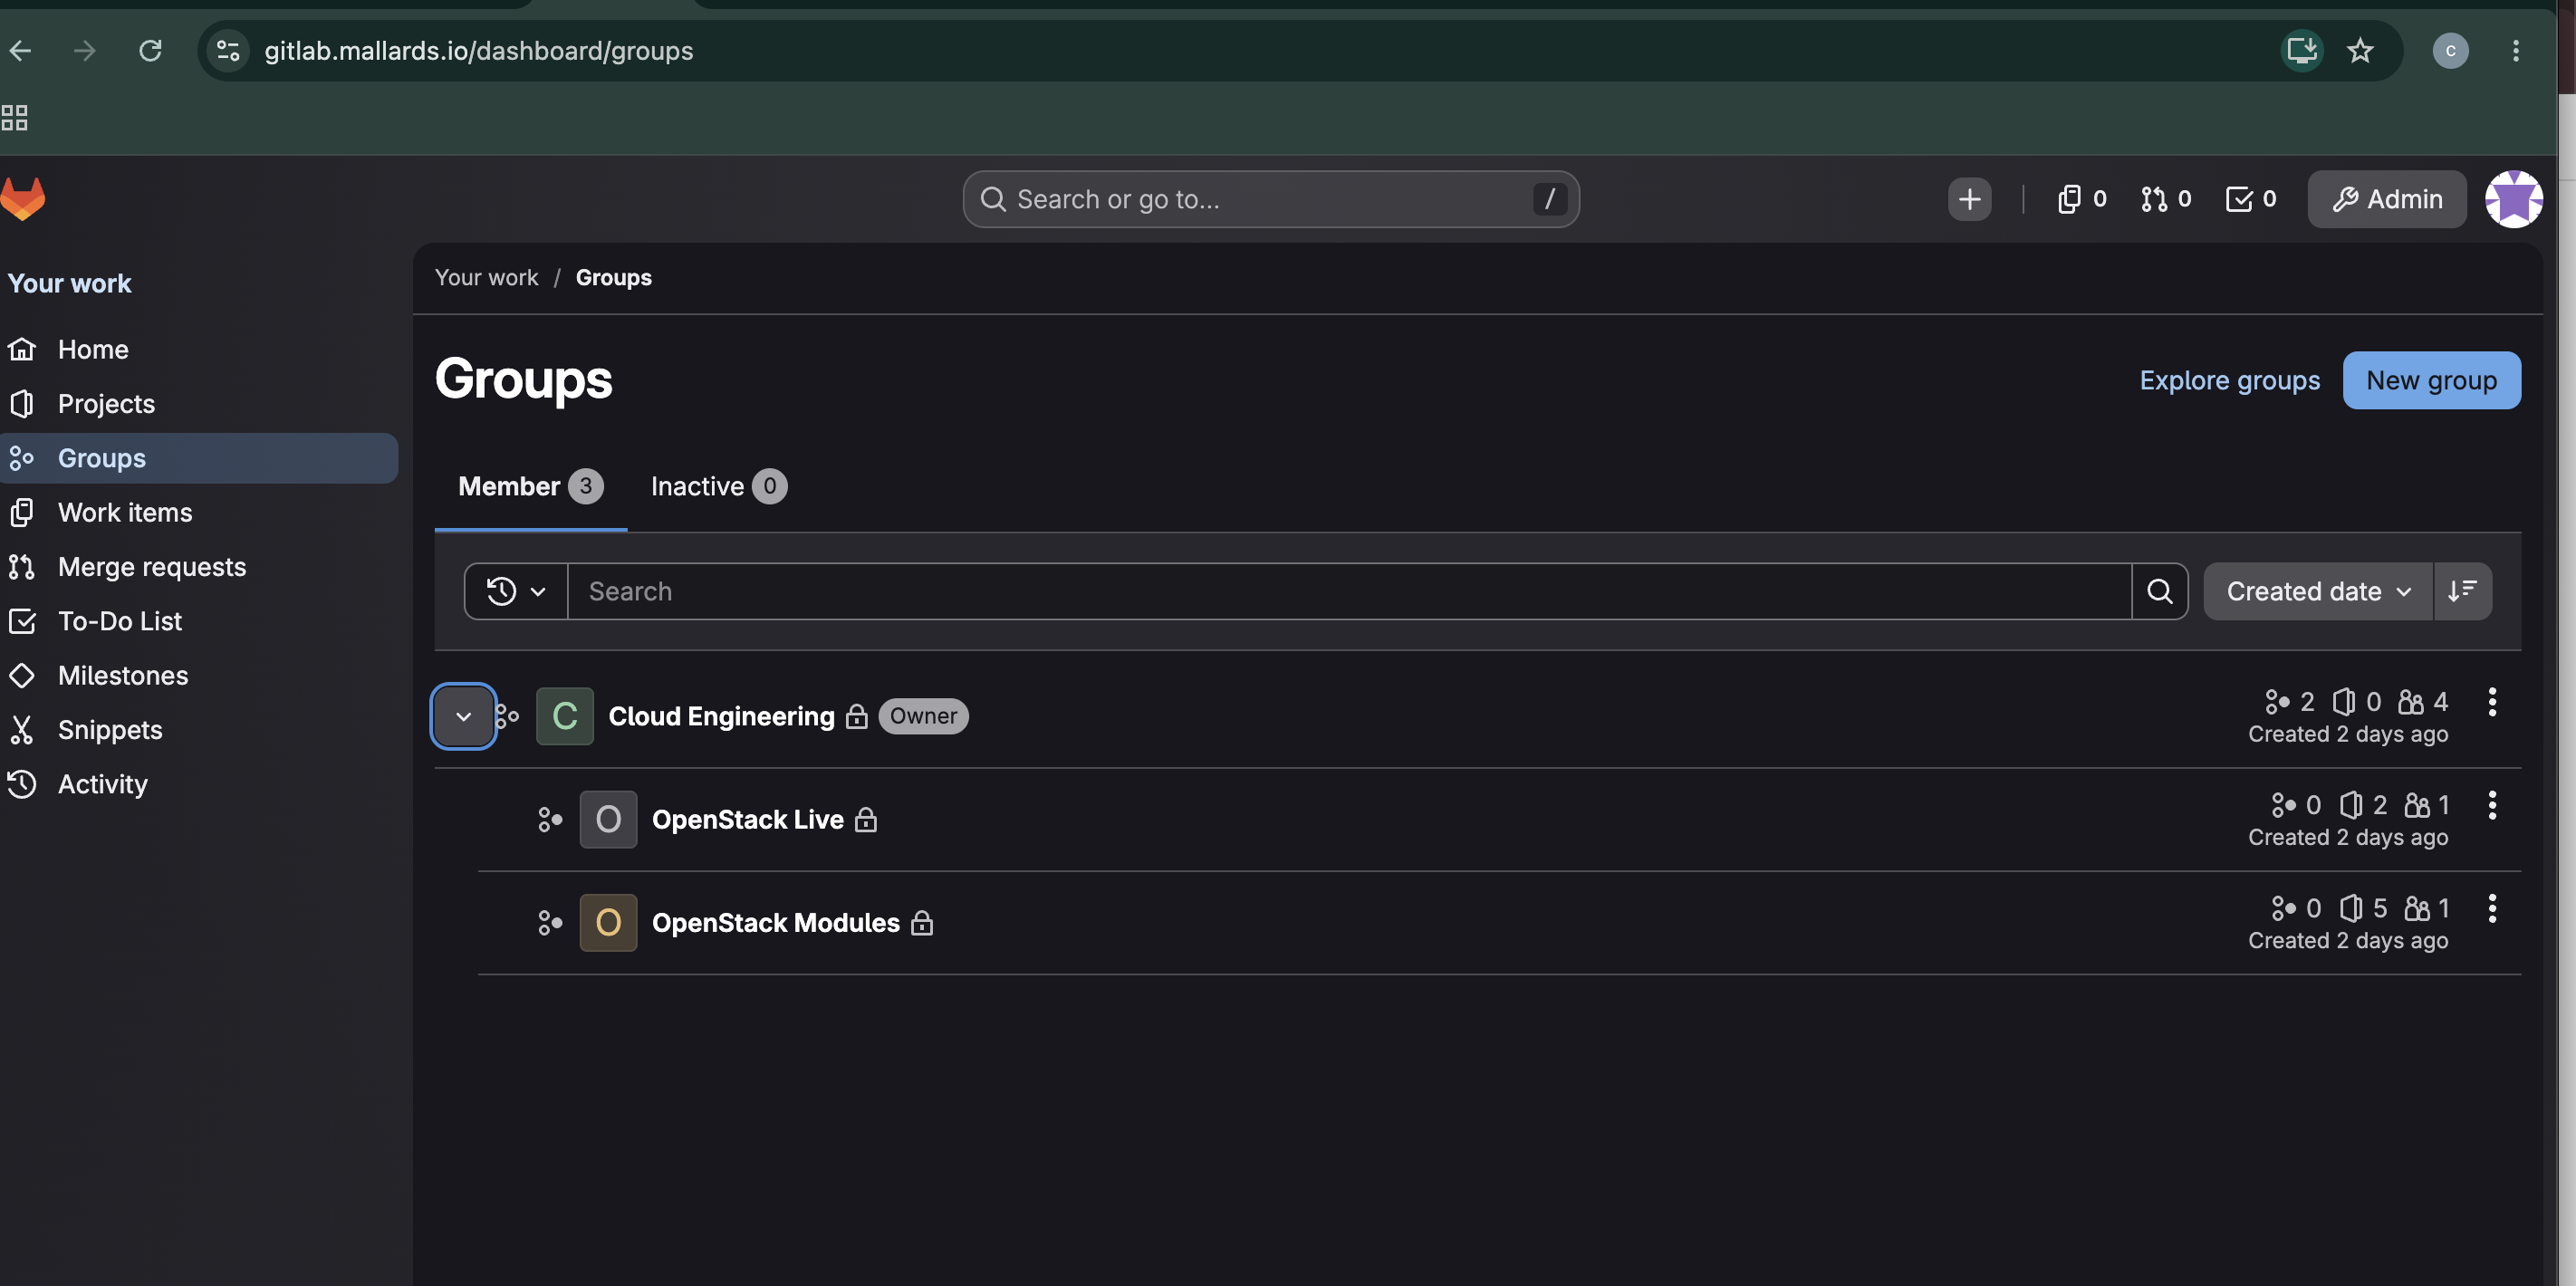 gitlab.mallards.io/dashboard/groups
C
Search or go to...
/
0
0
0
Admin
Your work
Home
Projects
Groups
Work items
Merge requests
To-Do List
Milestones
Snippets
Activity
Your work / Groups
Groups
Explore groups
New group
Member 3
Inactive 0
Search
Created date
C Cloud Engineering Owner
2 0 4
Created 2 days ago
O OpenStack Live
0 2 1
Created 2 days ago
O OpenStack Modules
0 5 1
Created 2 days ago